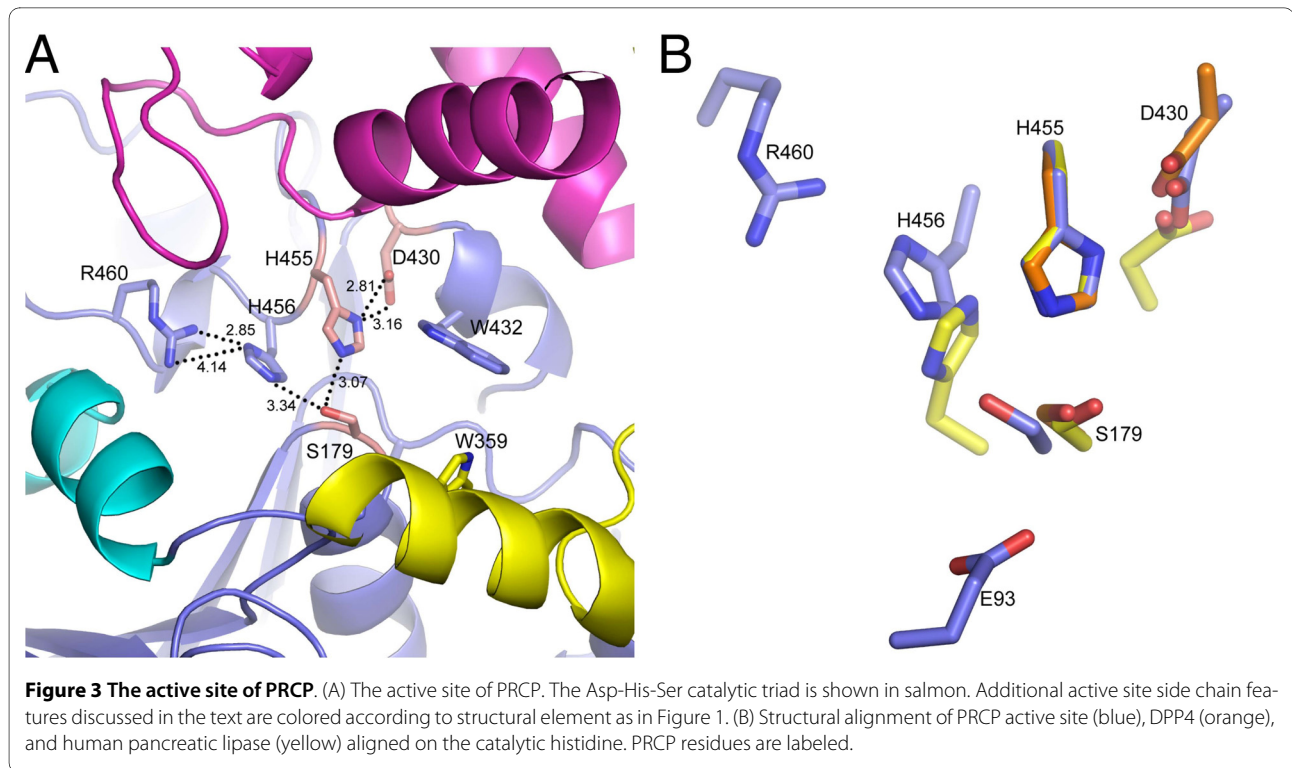 A
B
R460
H456
H455
D430
2.81
3.16
2.85
4.14
W432
3.07
3.34
S179
W359
R460
H456
H455
D430
S179
E93
Figure 3 The active site of PRCP. (A) The active site of PRCP. The Asp-His-Ser catalytic triad is shown in salmon. Additional active site side chain fea-
tures discussed in the text are colored according to structural element as in Figure 1. (B) Structural alignment of PRCP active site (blue), DPP4 (orange),
and human pancreatic lipase (yellow) aligned on the catalytic histidine. PRCP residues are labeled.